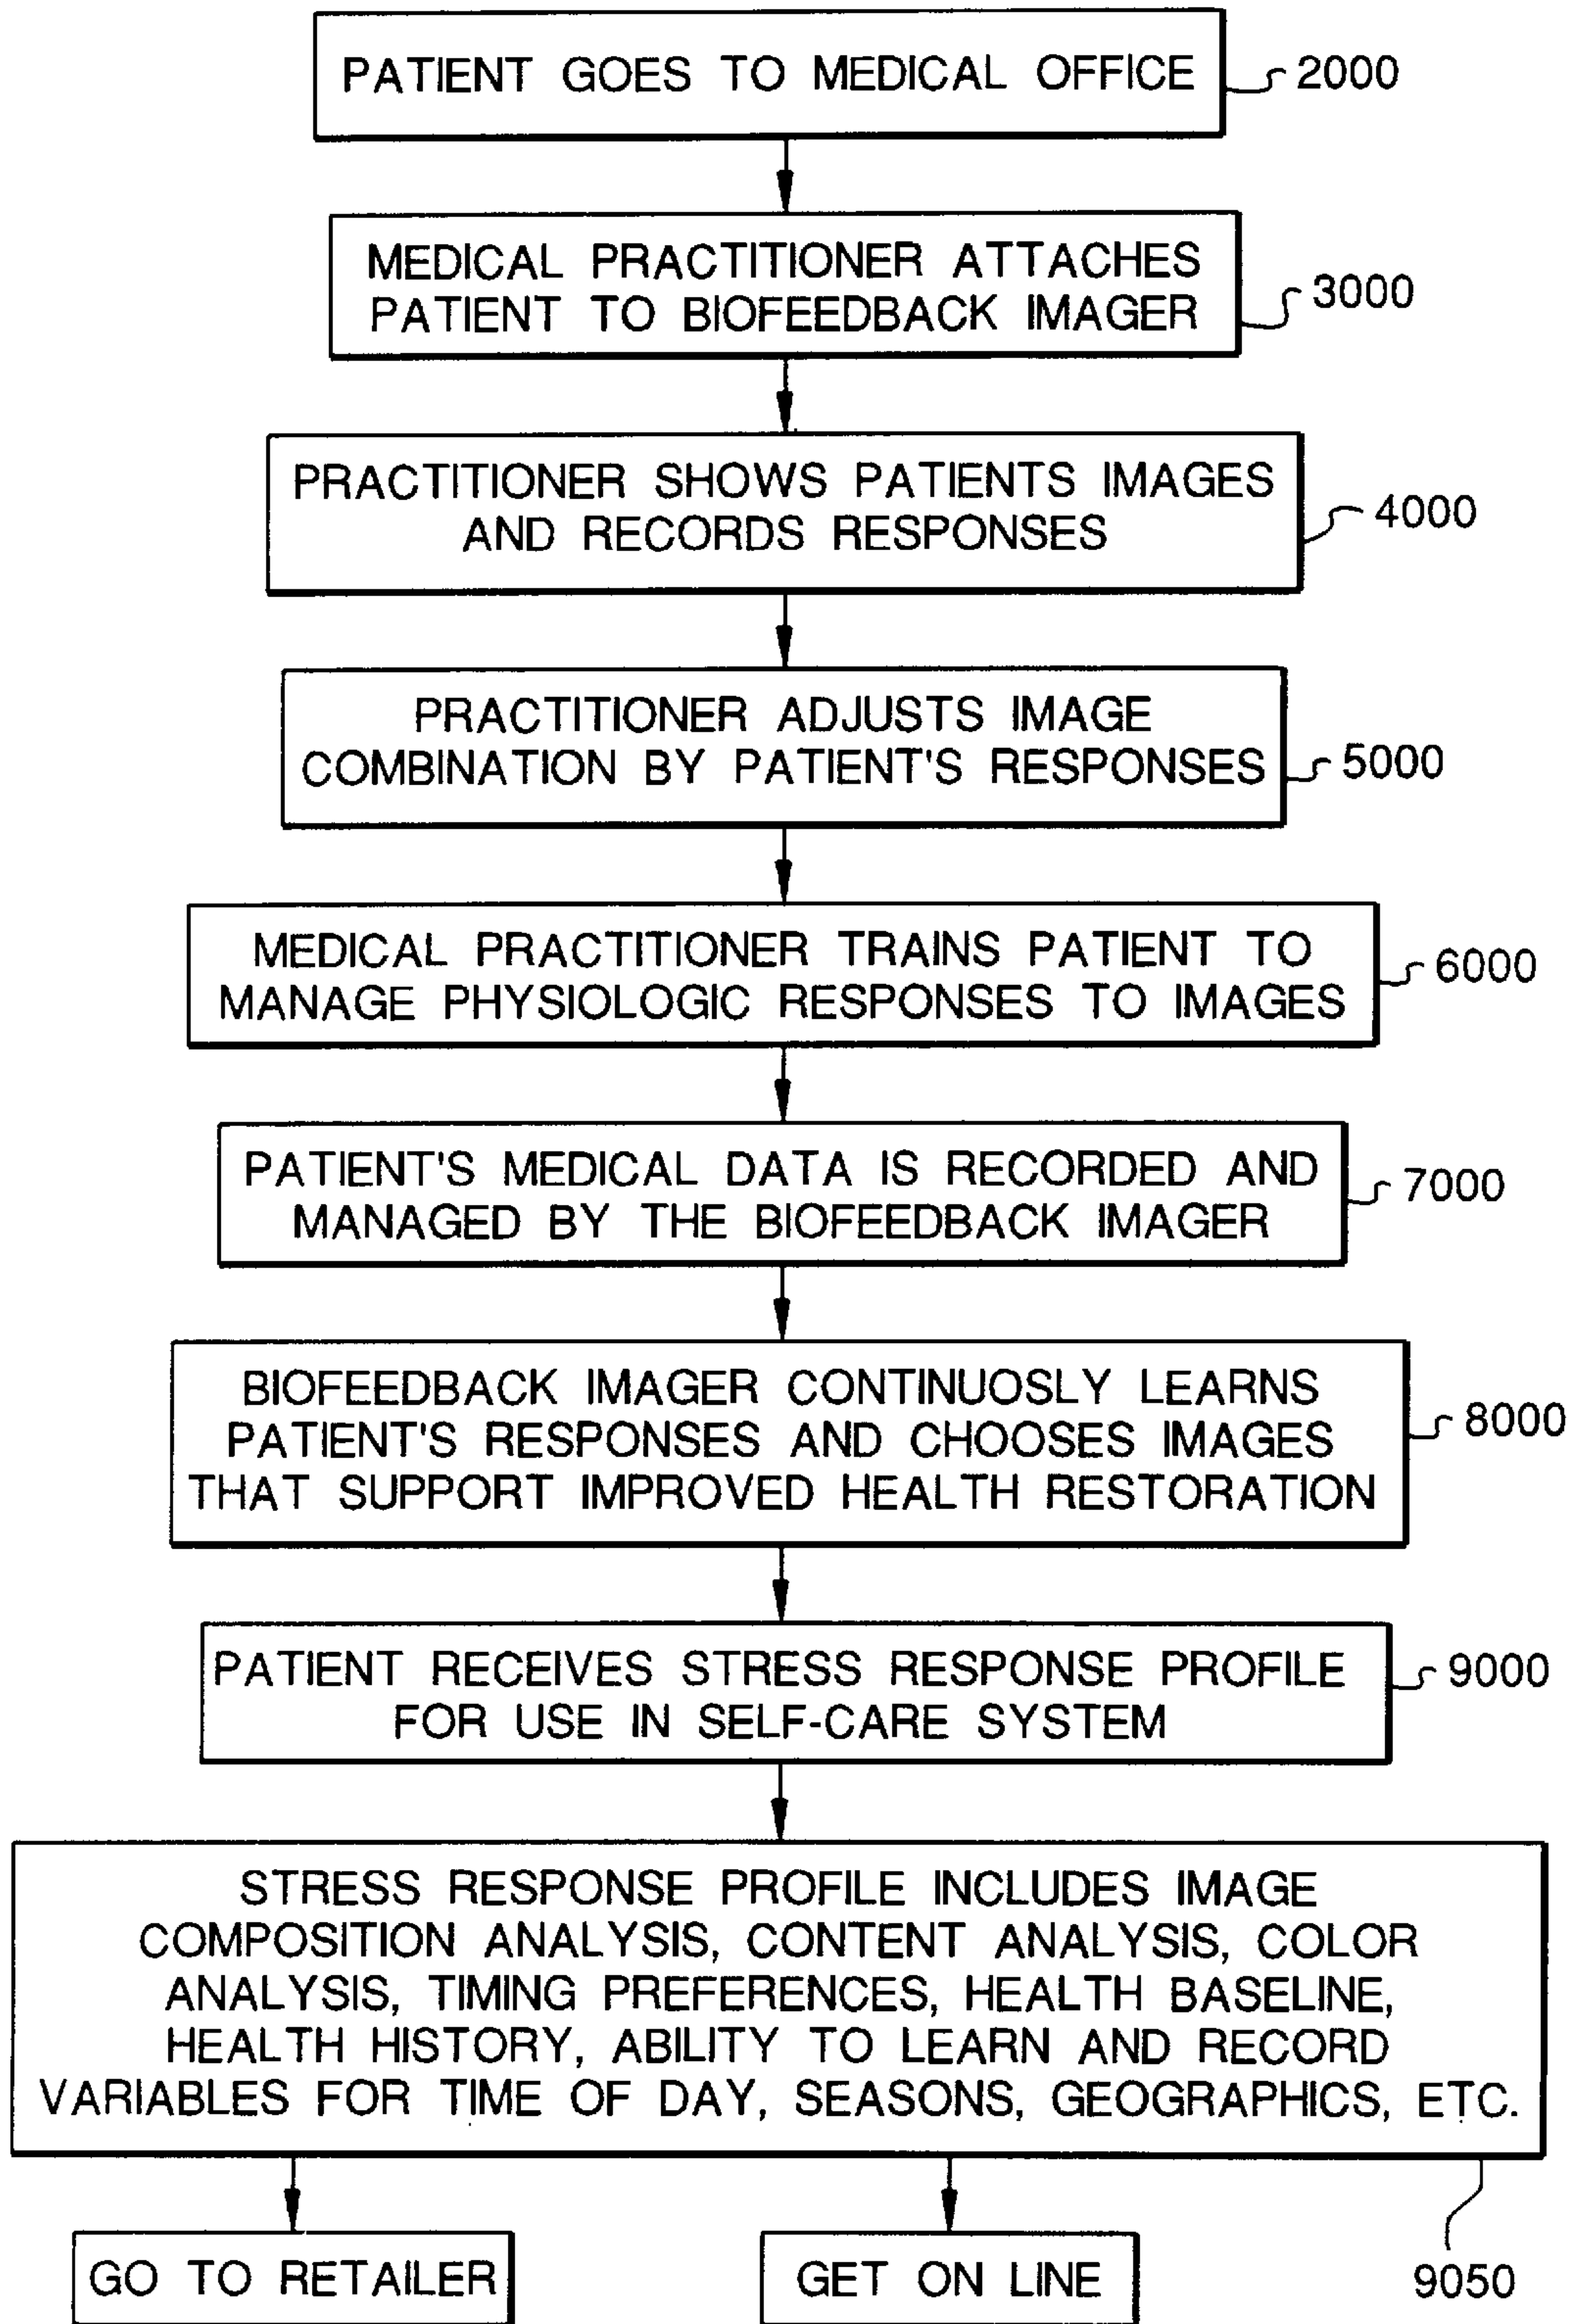 PATIENT GOES TO MEDICAL OFFICE
2000
MEDICAL PRACTITIONER ATTACHES
PATIENT TO BIOFEEDBACK IMAGER
3000
PRACTITIONER SHOWS PATIENTS IMAGES
AND RECORDS RESPONSES
4000
PRACTITIONER ADJUSTS IMAGE
COMBINATION BY PATIENT'S RESPONSES
5000
MEDICAL PRACTITIONER TRAINS PATIENT TO
MANAGE PHYSIOLOGIC RESPONSES TO IMAGES
6000
PATIENT'S MEDICAL DATA IS RECORDED AND
MANAGED BY THE BIOFEEDBACK IMAGER
7000
BIOFEEDBACK IMAGER CONTINUOSLY LEARNS
PATIENT'S RESPONSES AND CHOOSES IMAGES
THAT SUPPORT IMPROVED HEALTH RESTORATION
8000
PATIENT RECEIVES STRESS RESPONSE PROFILE
FOR USE IN SELF-CARE SYSTEM
9000
STRESS RESPONSE PROFILE INCLUDES IMAGE
COMPOSITION ANALYSIS, CONTENT ANALYSIS, COLOR
ANALYSIS, TIMING PREFERENCES, HEALTH BASELINE,
HEALTH HISTORY, ABILITY TO LEARN AND RECORD
VARIABLES FOR TIME OF DAY, SEASONS, GEOGRAPHICS, ETC.
GO TO RETAILER
GET ON LINE
9050